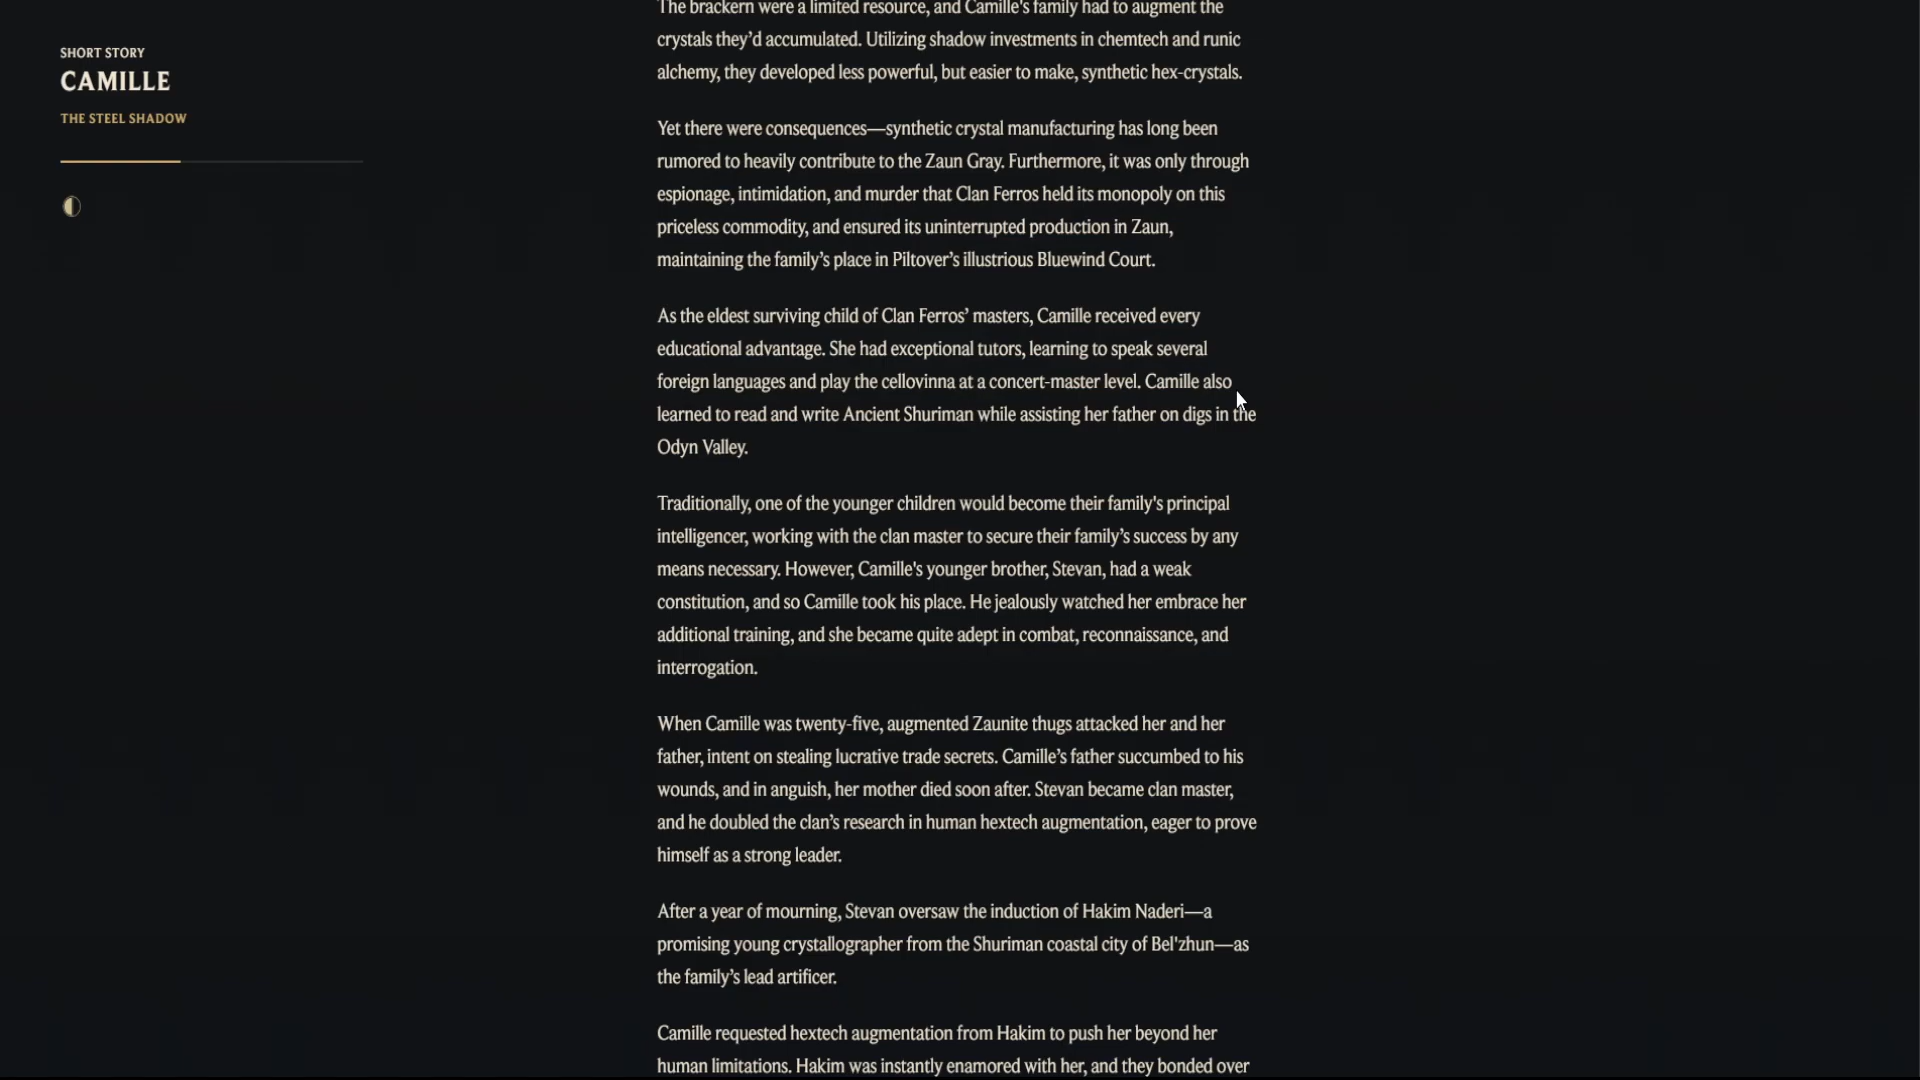 SHORT STORY
CAMILLE
THE STEEL SHADOW
The brackern were a limited resource, and Camille's family had to augment the
crystals they’d accumulated. Utilizing shadow investments in chemtech and runic
alchemy, they developed less powerful, but easier to make, synthetic hex-crystals.
Yet there were consequences—synthetic crystal manufacturing has long been
rumored to heavily contribute to the Zaun Gray. Furthermore, it was only through
espionage, intimidation, and murder that Clan Ferros held its monopoly on this
priceless commodity, and ensured its uninterrupted production in Zaun,
maintaining the family’s place in Piltover’s illustrious Bluewind Court.
As the eldest surviving child of Clan Ferros’ masters, Camille received every
educational advantage. She had exceptional tutors, learning to speak several
foreign languages and play the cellovinna at a concert-master level. Camille also
learned to read and write Ancient Shuriman while assisting her father on digs in the
Odyn Valley.
Traditionally, one of the younger children would become their family's principal
intelligencer, working with the clan master to secure their family’s success by any
means necessary. However, Camille's younger brother, Stevan, had a weak
constitution, and so Camille took his place. He jealously watched her embrace her
additional training, and she became quite adept in combat, reconnaissance, and
interrogation.
When Camille was twenty-five, augmented Zaunite thugs attacked her and her
father, intent on stealing lucrative trade secrets. Camille’s father succumbed to his
wounds, and in anguish, her mother died soon after. Stevan became clan master,
and he doubled the clan’s research in human hextech augmentation, eager to prove
himself as a strong leader.
After a year of mourning, Stevan oversaw the induction of Hakim Naderi—a
promising young crystallographer from the Shuriman coastal city of Bel'zhun—as
the family’s lead artificer.
Camille requested hextech augmentation from Hakim to push her beyond her
human limitations. Hakim was instantly enamored with her, and they bonded over